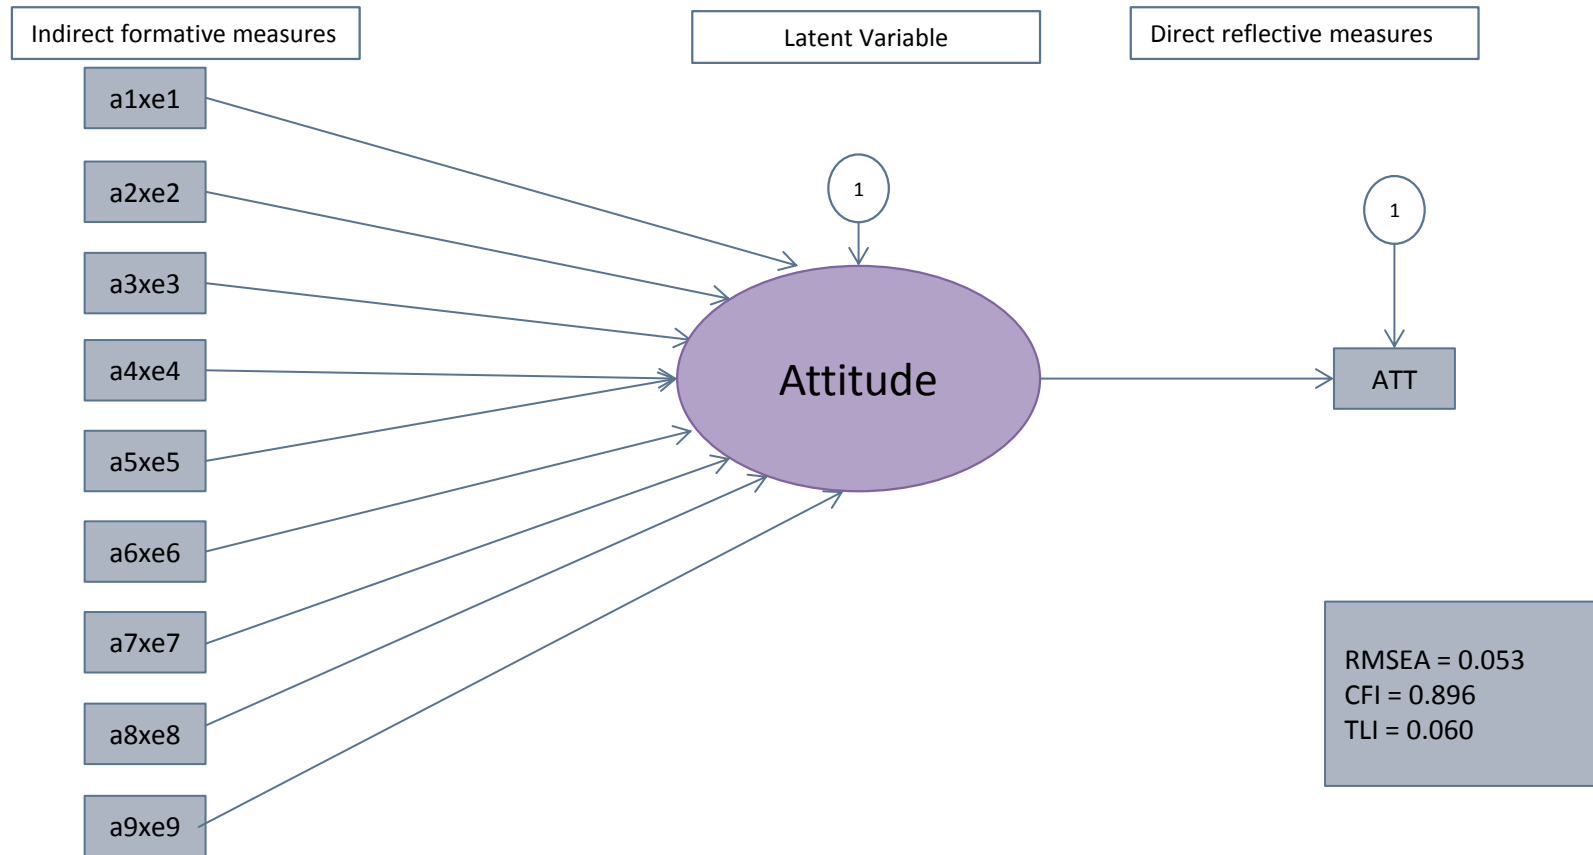 Indirect formative measures
Latent Variable
Direct reflective measures
a1xe1
a2xe2
a3xe3
a4xe4
a5xe5
a6xe6
a7xe7
a8xe8
a9xe9
1
Attitude
1
ATT
RMSEA = 0.053
CFI = 0.896
TLI = 0.060